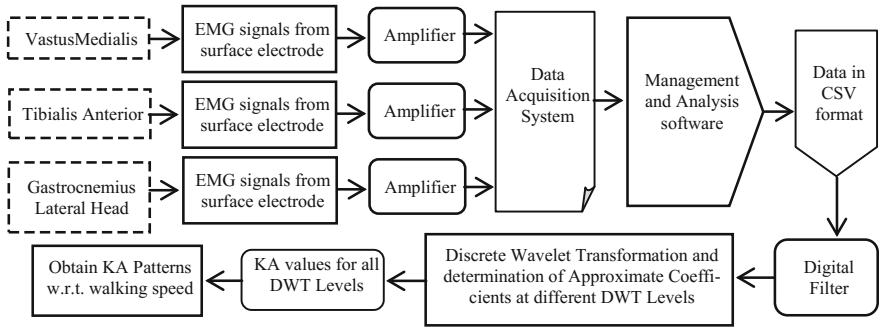 VastusMedialis
EMG signals from
surface electrode
Amplifier
Tibialis Anterior
EMG signals from
surface electrode
Amplifier
Gastrocnemius
Lateral Head
EMG signals from
surface electrode
Amplifier
Data
Acquisition
System
Management
and Analysis
software
Data in
CSV
format
Digital
Filter
Discrete Wavelet Transformation and
determination of Approximate Coeffi-
cients at different DWT Levels
KA values for all
DWT Levels
Obtain KA Patterns
w.r.t. walking speed